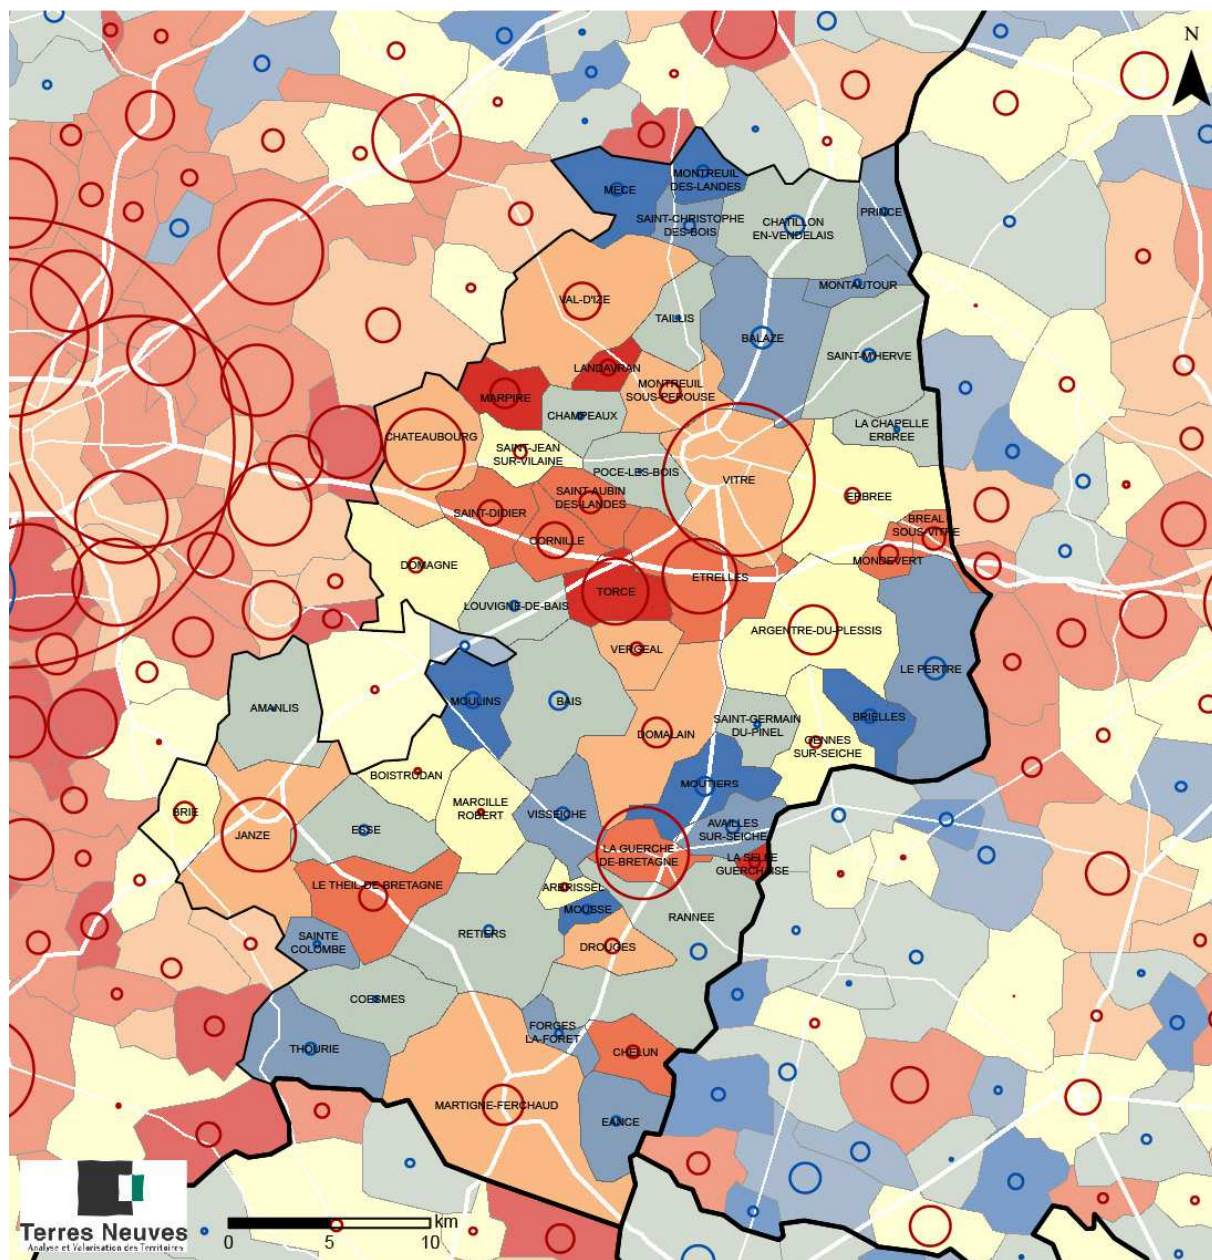 N
MECE
MONTREUIL
DES-LANDES
SAINT-CHRISTOPHE
DES-BOIS
CHATILLON
EN-VENDELAIS
PRINCE
MONTAUTOUR
VAL-D'IZE
TAILLIS
BALAZE
SAINT-M'HERVE
LANDAVRAN
MARPIRE
MONTREUIL
SOUS-PEROUSE
CHAMPEAUX
LA CHAPELLE
ERBREE
CHATEAUBOURG
SAINT-JEAN
SUR-VILAINE
POCE-LES-BOIS
VITRE
SAINT-AUBIN
DES-LANDES
ERBREE
SAINT-DIDIER
BREAL
SOUS-VITRE
CORNILLE
MONDEVERT
DOMAGNE
TORCE
ETRELLES
LOUVIGNE-DE-BAIS
ARGENTRE-DU-PLESSIS
VERGEAL
LE PERTRE
MOULINS
BAIS
AMANLIS
SAINT-GERMAIN
DU-PINEL
BRIELLES
DOMALAIN
GENNES
SUR-SEICHE
BOISTRUDAN
MOUTIERS
MARCILLE
ROBERT
BRIE
VISSEICHE
AVAILLES
SUR-SEICHE
JANZE
ESSE
LA GUERCHE
DE-BRETAGNE
LA SELLE
GUERCHAISE
LE THEIL-DE-BRETAGNE
ARBRISSEL
MOUSSE
RANNEE
SAINTE
COLOMBE
RETIERS
DROUGES
COESMES
FORGES
LA-FORET
THOURIE
CHELUN
MARTIGNE-FERCHAUD
EANCE
Terres Neuves
Analyse et Valorisation des Territoires
km
0 5 10